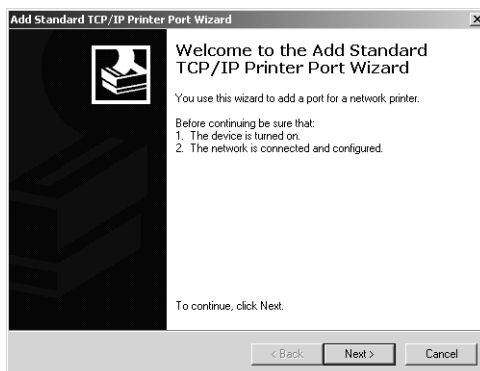 Add Standard TCP/IP Printer Port Wizard
Welcome to the Add Standard
TCP/IP Printer Port Wizard
You use this wizard to add a port for a network printer.
Before continuing be sure that:
1. The device is turned on.
2. The network is connected and configured.
To continue, click Next.
< Back Next > Cancel